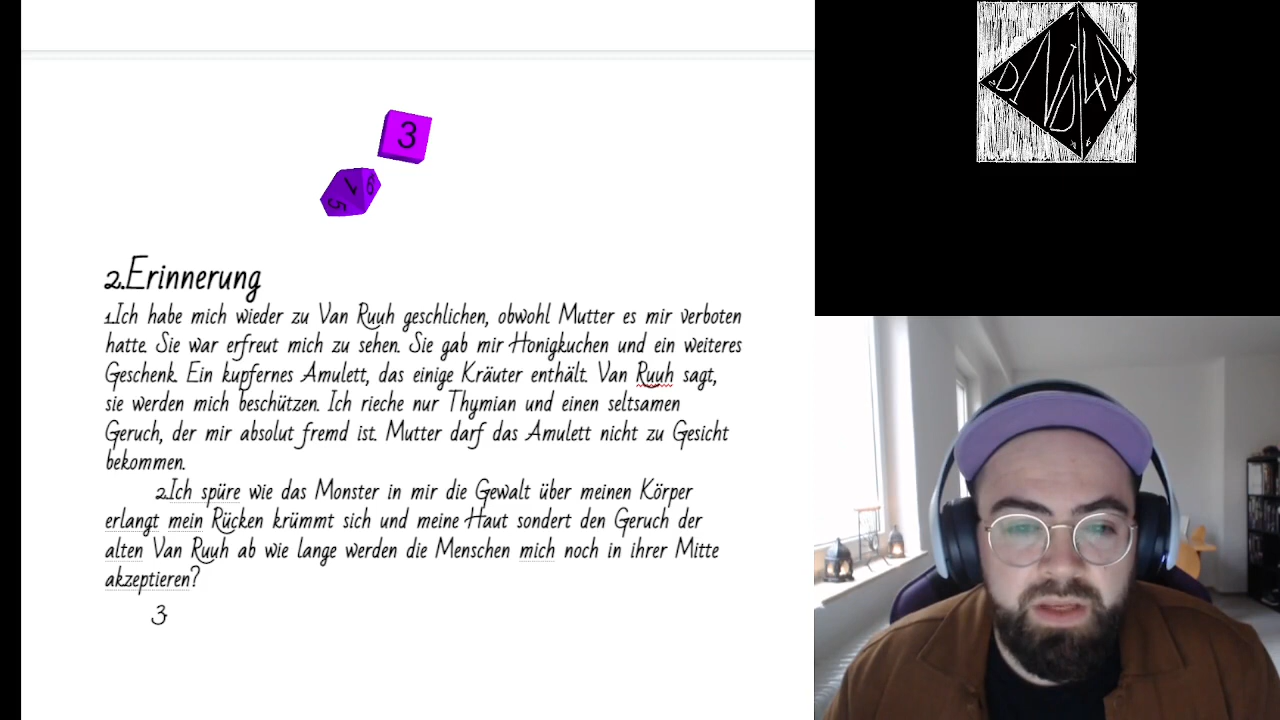 3
1
9
5
2.Erinnerung
1.Ich habe mich wieder zu Van Ruuh geschlichen, obwohl Mutter es mir verboten
hatte. Sie war erfreut mich zu sehen. Sie gab mir Honigkuchen und ein weiteres
Geschenk. Ein kupfernes Amulett, das einige Kräuter enthält. Van Ruuh sagt,
sie werden mich beschützen. Ich rieche nur Thymian und einen seltsamen
Geruch, der mir absolut fremd ist. Mutter darf das Amulett nicht zu Gesicht
bekommen.
2.Ich spüre wie das Monster in mir die Gewalt über meinen Körper
erlangt mein Rücken krümmt sich und meine Haut sondert den Geruch der
alten Van Ruuh ab wie lange werden die Menschen mich noch in ihrer Mitte
akzeptieren?
3.